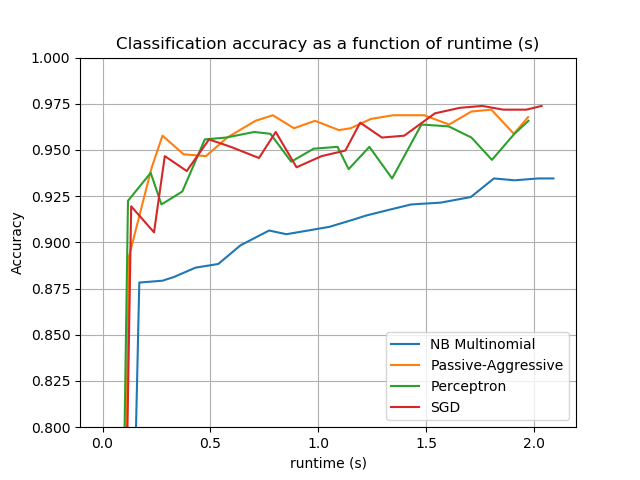 Classification accuracy as a function of runtime (s)
1.000
0.975
0.950
0.925
0.900
0.875
0.850
0.825
0.800
Accuracy
NB Multinomial
Passive-Aggressive
Perceptron
SGD
0.0 0.5 1.0 1.5 2.0
runtime (s)